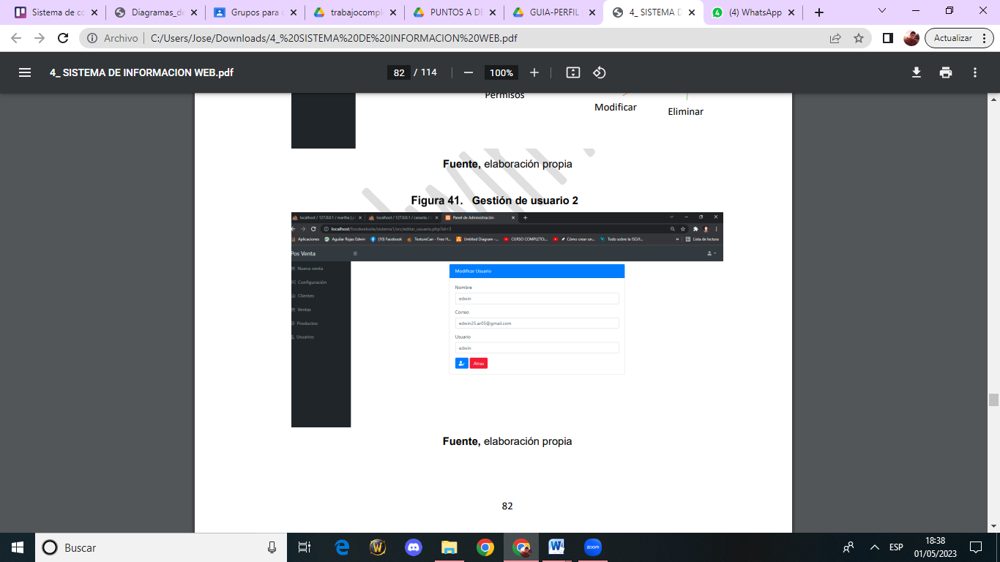 Sistema de co
Diagramas_de
Grupos para c
trabajocomple
PUNTOS A DE
GUIA-PERFIL
4_ SISTEMA D
(4) WhatsApp
Archivo
C:/Users/Jose/Downloads/4_%20SISTEMA%20DE%20INFORMACION%20WEB.pdf
Actualizar
4_ SISTEMA DE INFORMACION WEB.pdf
82 / 114
100%
Permisos
Modificar
Eliminar
Fuente, elaboración propia
Figura 41. Gestión de usuario 2
localhost / 127.0.0.1 / martha | p
localhost / 127.0.0.1 / canasta /
Panel de Administración
localhost/foodwebsite/sistema1/src/editar_usuario.php?id=3
Aplicaciones
Aguilar Rojas Edwin
(10) Facebook
TextureCan - Free H...
Untitled Diagram -...
CURSO COMPLETO:...
Cómo crear un...
Todo sobre la ISO/I...
»
Lista de lectura
Pos Venta
Nueva venta
Configuración
Clientes
Ventas
Productos
Usuarios
Modificar Usuario
Nombre
edwin
Correo
edwin25.ar05@gmail.com
Usuario
edwin
Atras
Fuente, elaboración propia
82
Buscar
zoom
ESP
18:38
01/05/2023